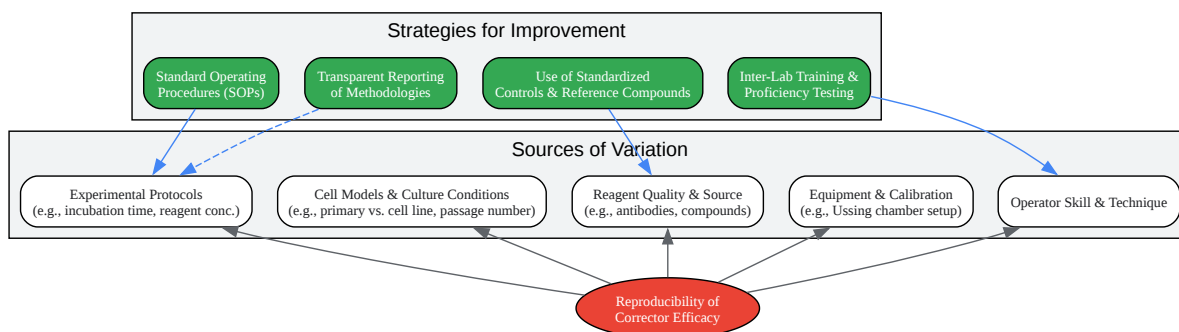 Strategies for Improvement
Standard Operating
Procedures (SOPs)
Transparent Reporting
of Methodologies
Use of Standardized
Controls & Reference Compounds
Inter-Lab Training &
Proficiency Testing
Sources of Variation
Experimental Protocols
(e.g., incubation time, reagent conc.)
Cell Models & Culture Conditions
(e.g., primary vs. cell line, passage number)
Reagent Quality & Source
(e.g., antibodies, compounds)
Equipment & Calibration
(e.g., Ussing chamber setup)
Operator Skill & Technique
Reproducibility of
Corrector Efficacy